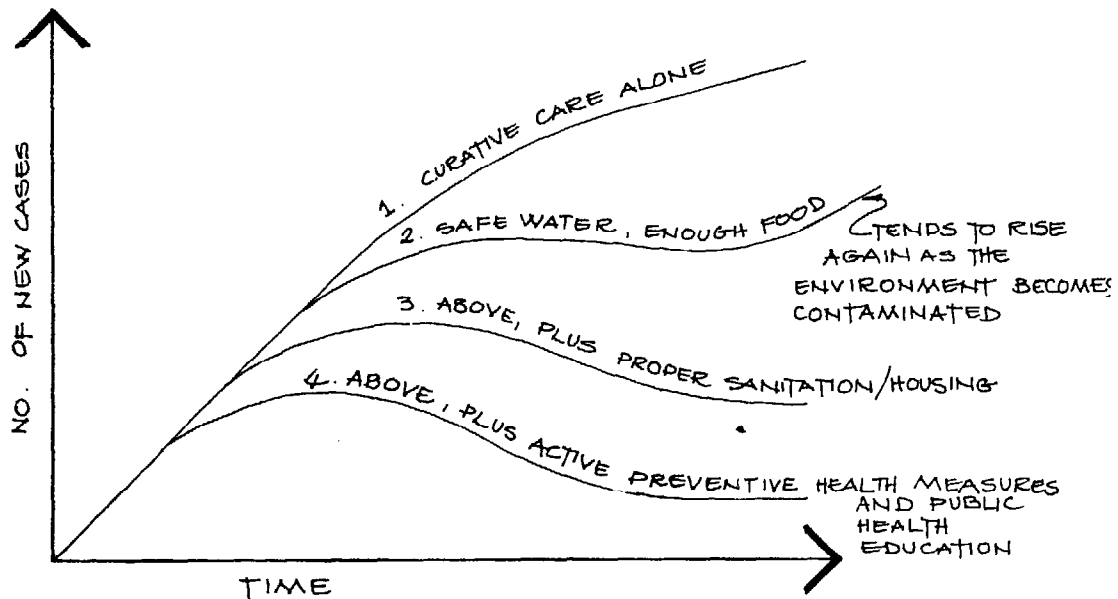 NO. OF NEW CASES
1. CURATIVE CARE ALONE
2. SAFE WATER, ENOUGH FOOD
TENDS TO RISE
AGAIN AS THE
ENVIRONMENT BECOMES
CONTAMINATED
3. ABOVE, PLUS PROPER SANITATION/HOUSING
4. ABOVE, PLUS ACTIVE PREVENTIVE HEALTH MEASURES
AND PUBLIC
HEALTH
EDUCATION
TIME